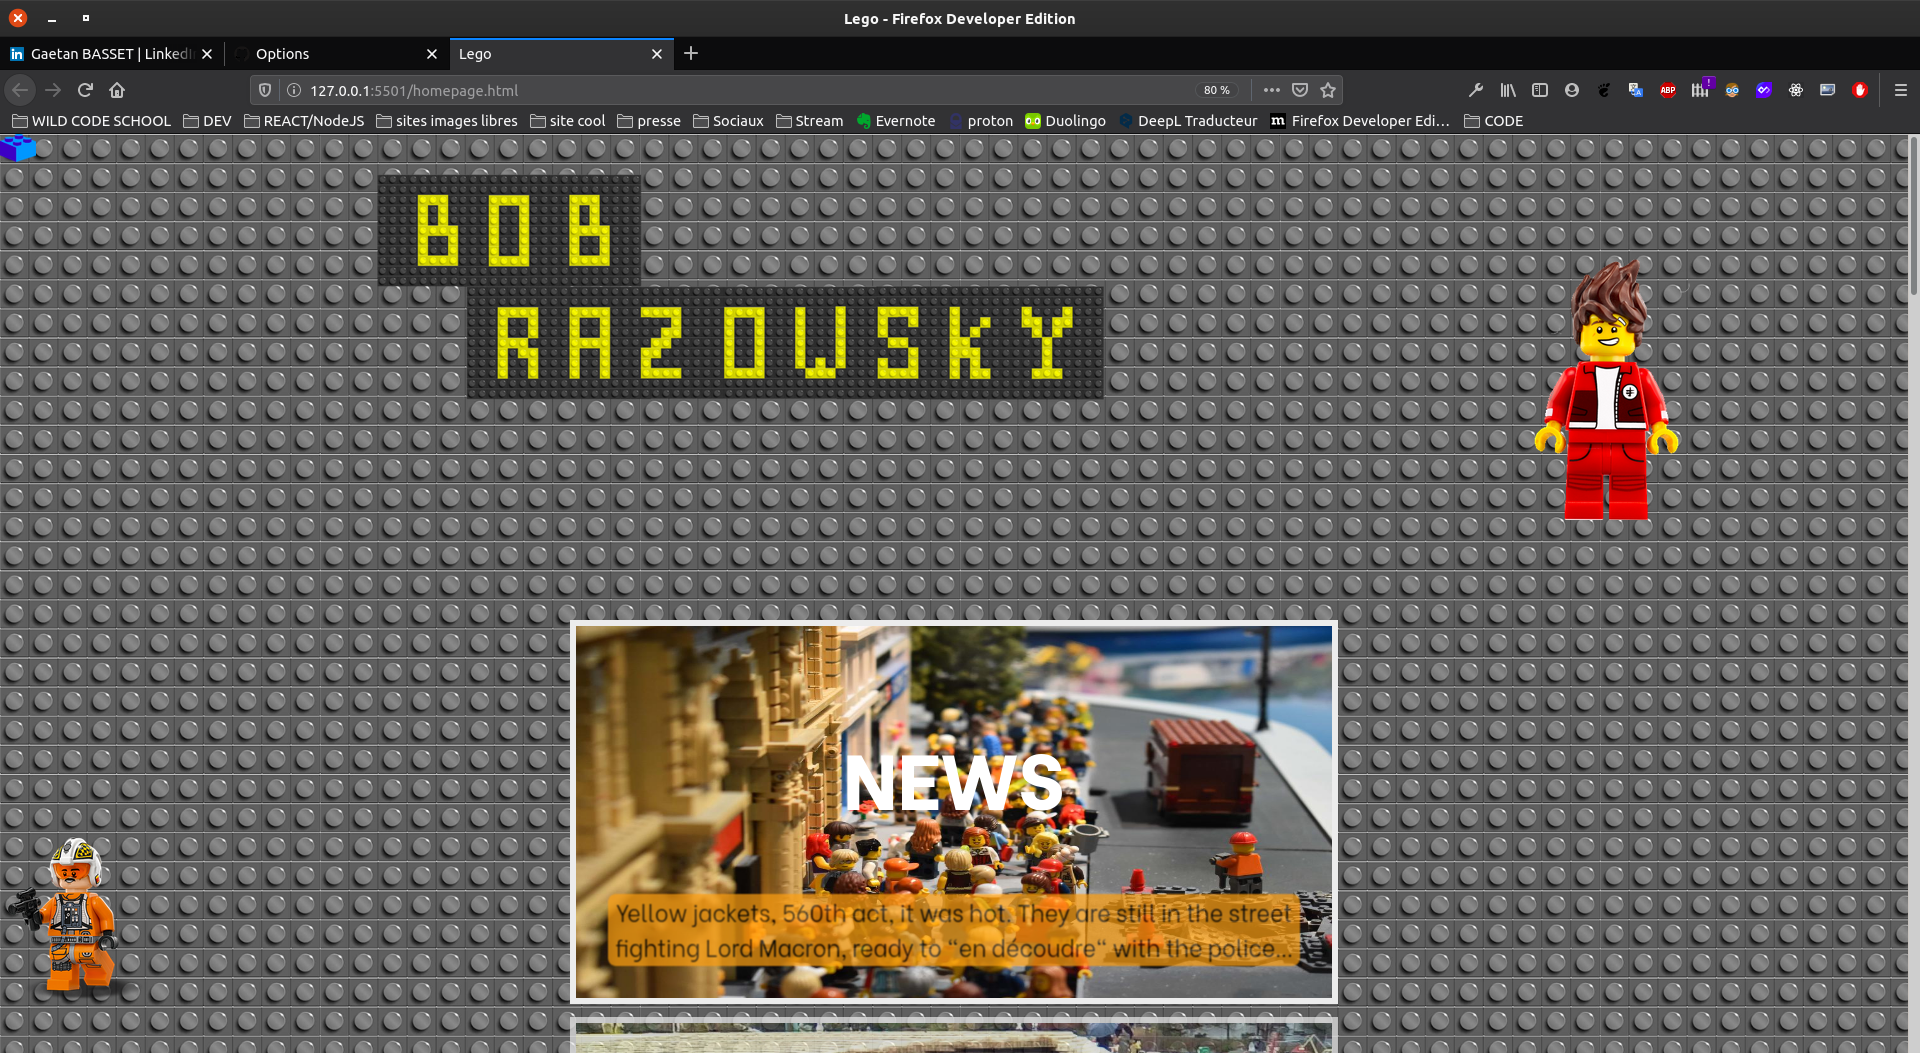 Lego - Firefox Developer Edition
Gaetan BASSET | LinkedI
Options
Lego
127.0.0.1:5501/homepage.html
80 %
ABP
WILD CODE SCHOOL
DEV
REACT/NodeJS
sites images libres
site cool
presse
Sociaux
Stream
Evernote
proton
Duolingo
DeepL Traducteur
Firefox Developer Edi…
CODE
BOB
RAZOWSKY
NEWS
Yellow jackets, 560th act, it was hot. They are still in the street
fighting Lord Macron, ready to “en découdre“ with the police...